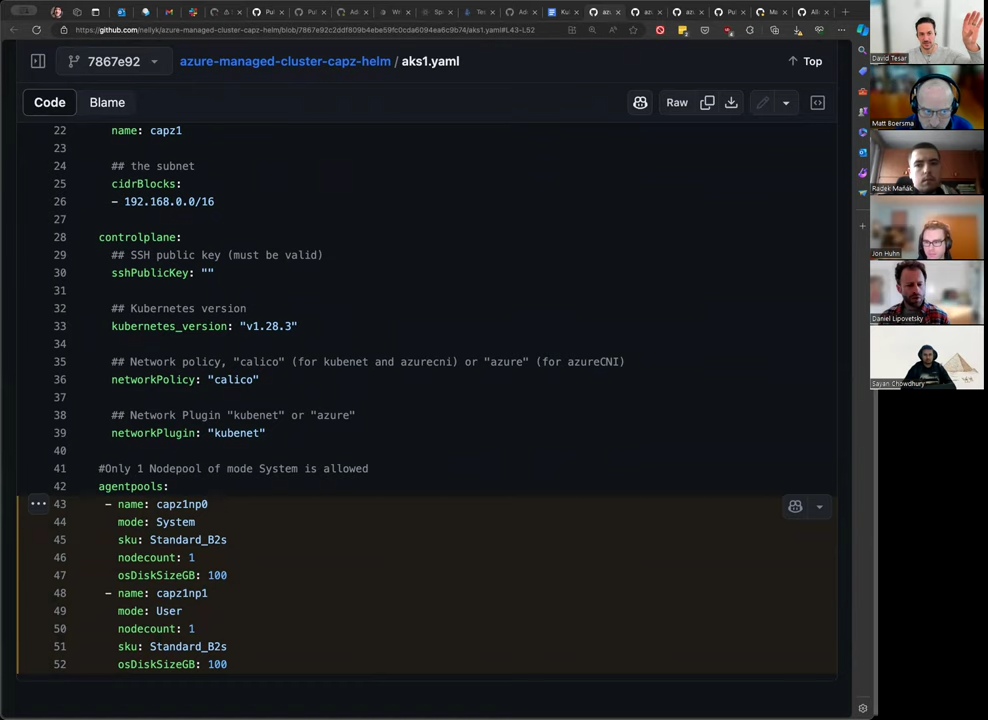 https://github.com/nellyk/azure-managed-cluster-capz-helm/blob/7867e92c2ddf809b4ebe59fc0cda6094ea6c9b74/aks1.yaml#L43-L52
7867e92
azure-managed-cluster-capz-helm / aks1.yaml
Top
Code
Blame
Raw
22 name: capz1
23
24 ## the subnet
25 cidrBlocks:
26 - 192.168.0.0/16
27
28 controlplane:
29 ## SSH public key (must be valid)
30 sshPublicKey: ""
31
32 ## Kubernetes version
33 kubernetes_version: "v1.28.3"
34
35 ## Network policy, "calico" (for kubenet and azurecni) or "azure" (for azureCNI)
36 networkPolicy: "calico"
37
38 ## Network Plugin "kubenet" or "azure"
39 networkPlugin: "kubenet"
40
41 #Only 1 Nodepool of mode System is allowed
42 agentpools:
43 - name: capz1np0
44 mode: System
45 sku: Standard_B2s
46 nodecount: 1
47 osDiskSizeGB: 100
48 - name: capz1np1
49 mode: User
50 nodecount: 1
51 sku: Standard_B2s
52 osDiskSizeGB: 100
David Tesar
Matt Boersma
Radek Maňák
Jon Huhn
Daniel Lipovetsky
Sayan Chowdhury